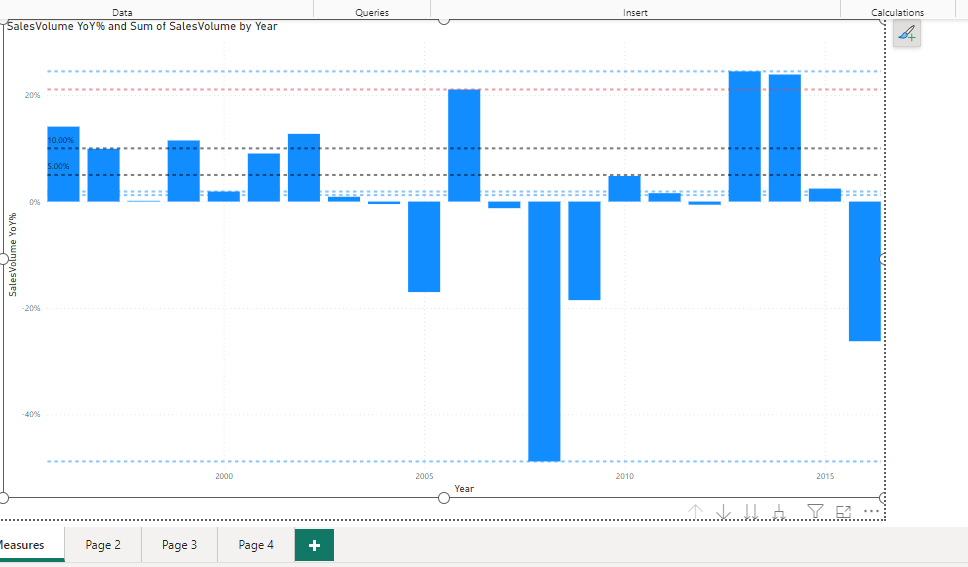 Data Queries Insert Calculations
SalesVolume YoY% and Sum of SalesVolume by Year
20%
10.00%
5.00%
0%
SalesVolume YoY%
-20%
-40%
2000 2005 2010 2015
Year
Measures Page 2 Page 3 Page 4 +